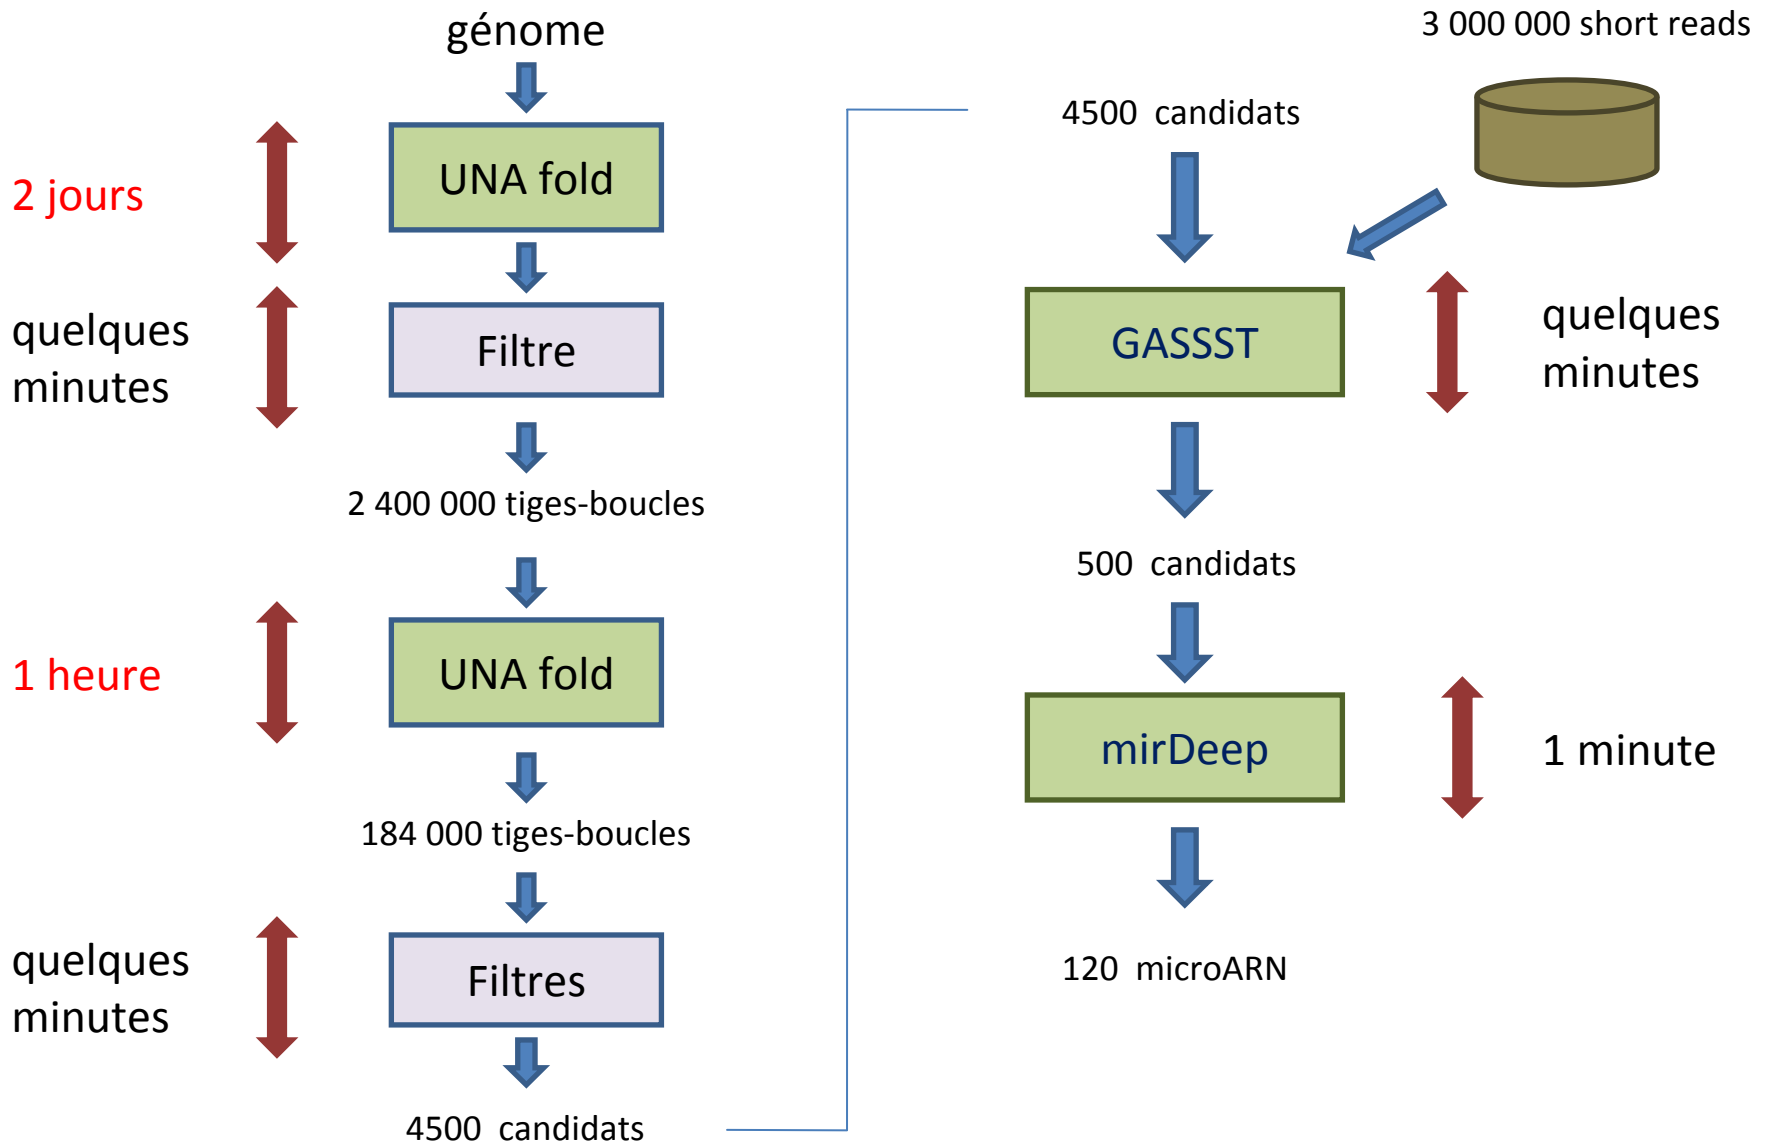 génome
2 jours
UNA fold
quelques
minutes
Filtre
2 400 000 tiges-boucles
1 heure
UNA fold
184 000 tiges-boucles
quelques
minutes
Filtres
4500 candidats
3 000 000 short reads
4500 candidats
GASSST
quelques
minutes
500 candidats
mirDeep
1 minute
120 microARN